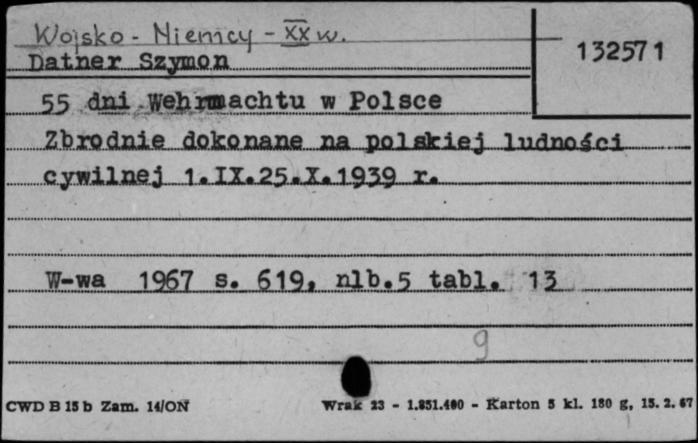 Wojsko - Niemcy - XX w.
132571
Datner Szymon
55 dni Wehrmachtu w Polsce
Zbrodnie dokonane na polskiej ludności
cywilnej 1.IX.25.X.1939 r.
W-wa 1967 s. 619, nlb.5 tabl. 13
9
CWD B 15 b Zam. 14/ON
Wrak 23 - 1.851.400 - Karton 5 kl. 180 g, 15.2.67